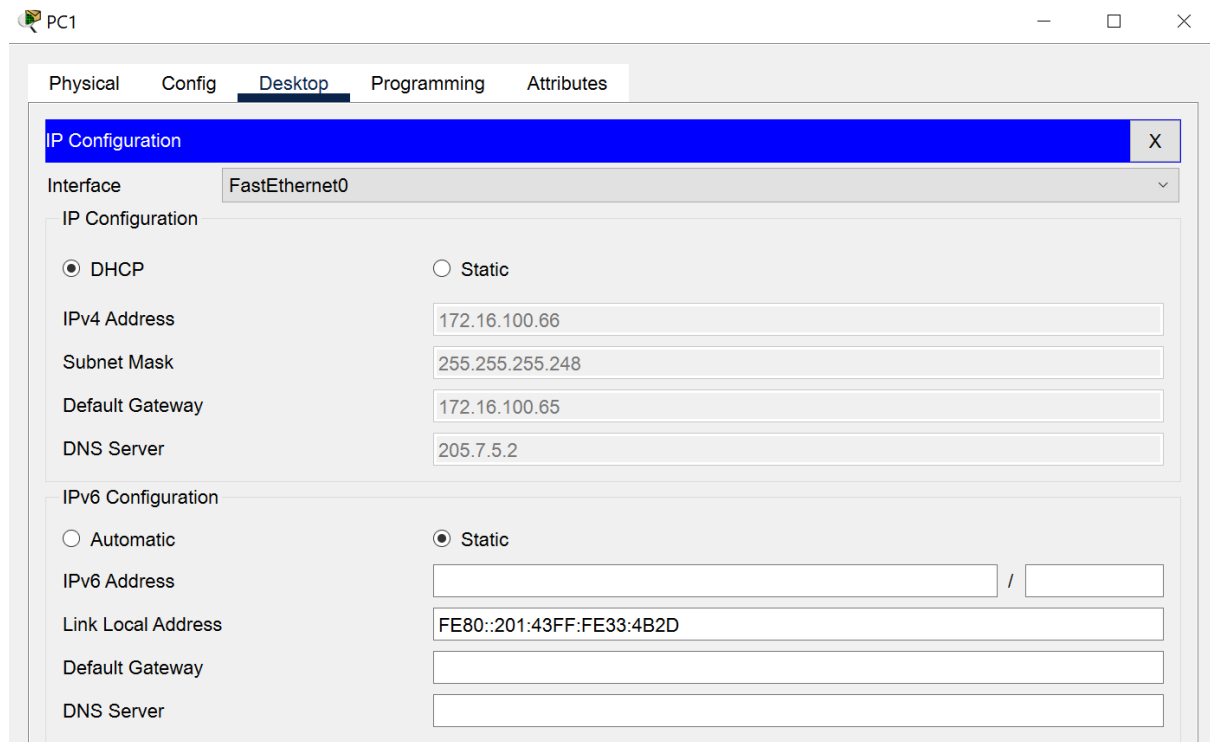 PC1
Physical Config Desktop Programming Attributes
IP Configuration X
Interface FastEthernet0
IP Configuration
DHCP Static
IPv4 Address 172.16.100.66
Subnet Mask 255.255.255.248
Default Gateway 172.16.100.65
DNS Server 205.7.5.2
IPv6 Configuration
Automatic Static
IPv6 Address /
Link Local Address FE80::201:43FF:FE33:4B2D
Default Gateway
DNS Server